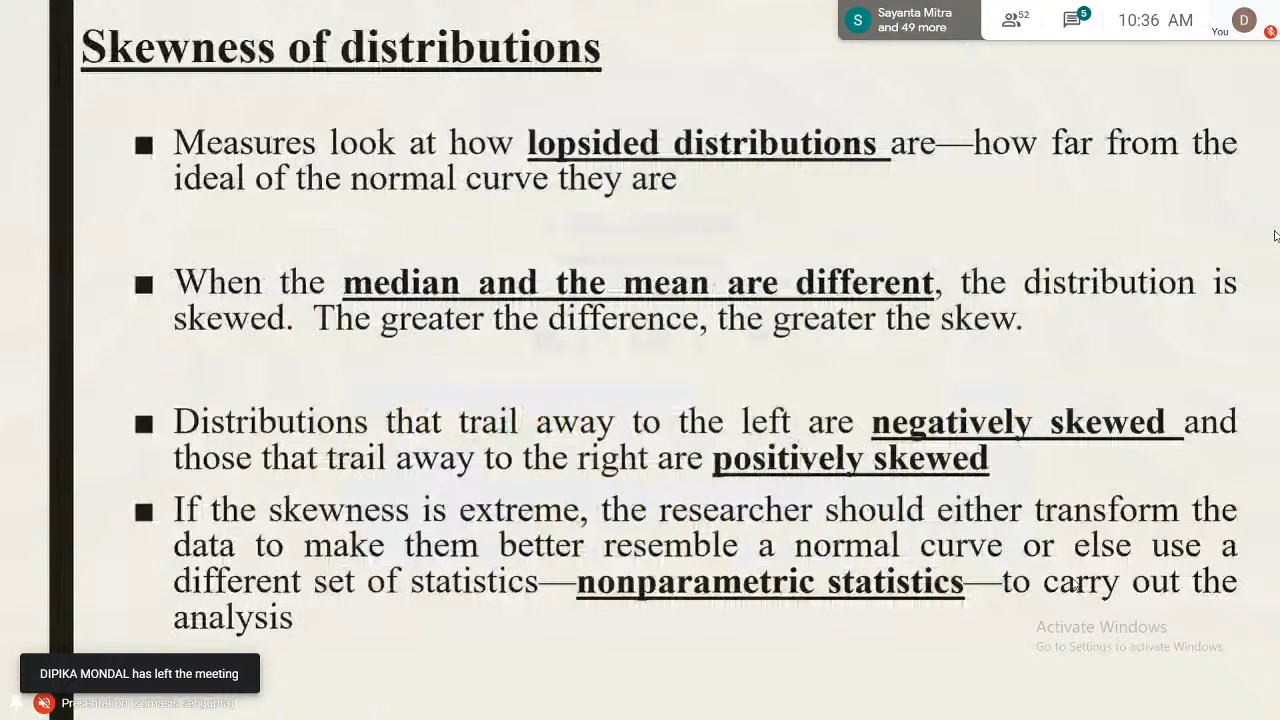 Skewness of distributions
S
Sayanta Mitra
and 49 more
52
5
10:36 AM
You
D
■ Measures look at how lopsided distributions are—how far from the
ideal of the normal curve they are
■ When the median and the mean are different, the distribution is
skewed. The greater the difference, the greater the skew.
■ Distributions that trail away to the left are negatively skewed and
those that trail away to the right are positively skewed
■ If the skewness is extreme, the researcher should either transform the
data to make them better resemble a normal curve or else use a
different set of statistics—nonparametric statistics—to carry out the
analysis
Activate Windows
Go to Settings to activate Windows.
DIPIKA MONDAL has left the meeting
Presentation (somasis sengupta)